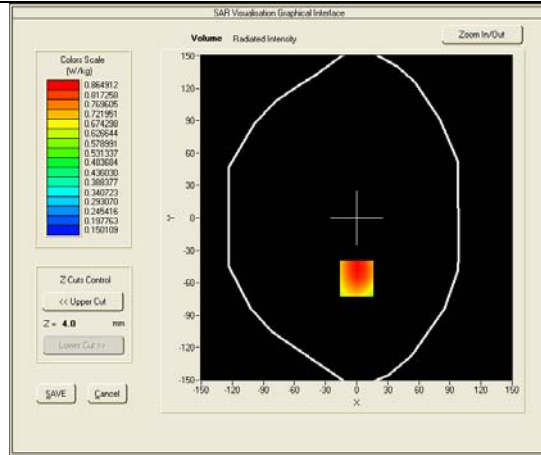 SAR Visualisation Graphical Interface
Volume Radiated Intensity
Zoom In/Out
Colors Scale
(W/kg)
0.864912
0.817258
0.769605
0.721951
0.674298
0.626644
0.578991
0.531337
0.483684
0.436030
0.388377
0.340723
0.293070
0.245416
0.197763
0.150109
Z Cuts Control
<< Upper Cut
Z = 4.0 mm
Lower Cut >>
SAVE Cancel
150
120
90
60
30
0
-30
-60
-90
-120
-150
Y
-150 -120 -90 -60 -30 0 30 60 90 120 150
X